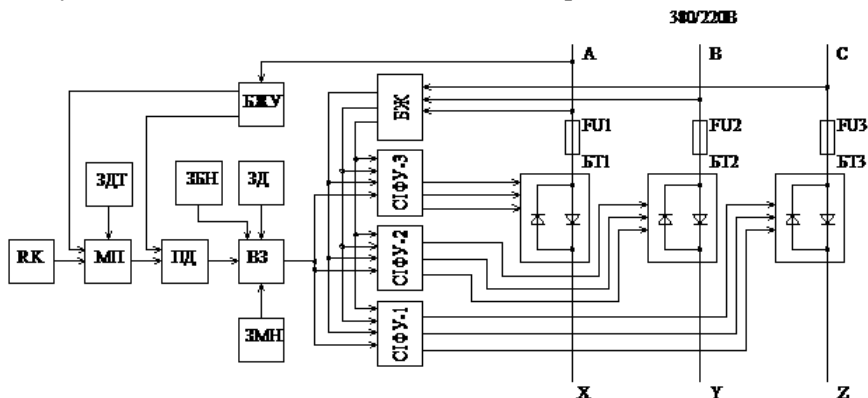 380/220В
А В С
БЖУ
БЖ
FU1 FU2 FU3
БТ1 БТ2 БТ3
ЗДТ ЗБН ЗД
СІФУ-3
RK МП ПД ВЗ
СІФУ-2
ЗМН
СІФУ-1
X Y Z